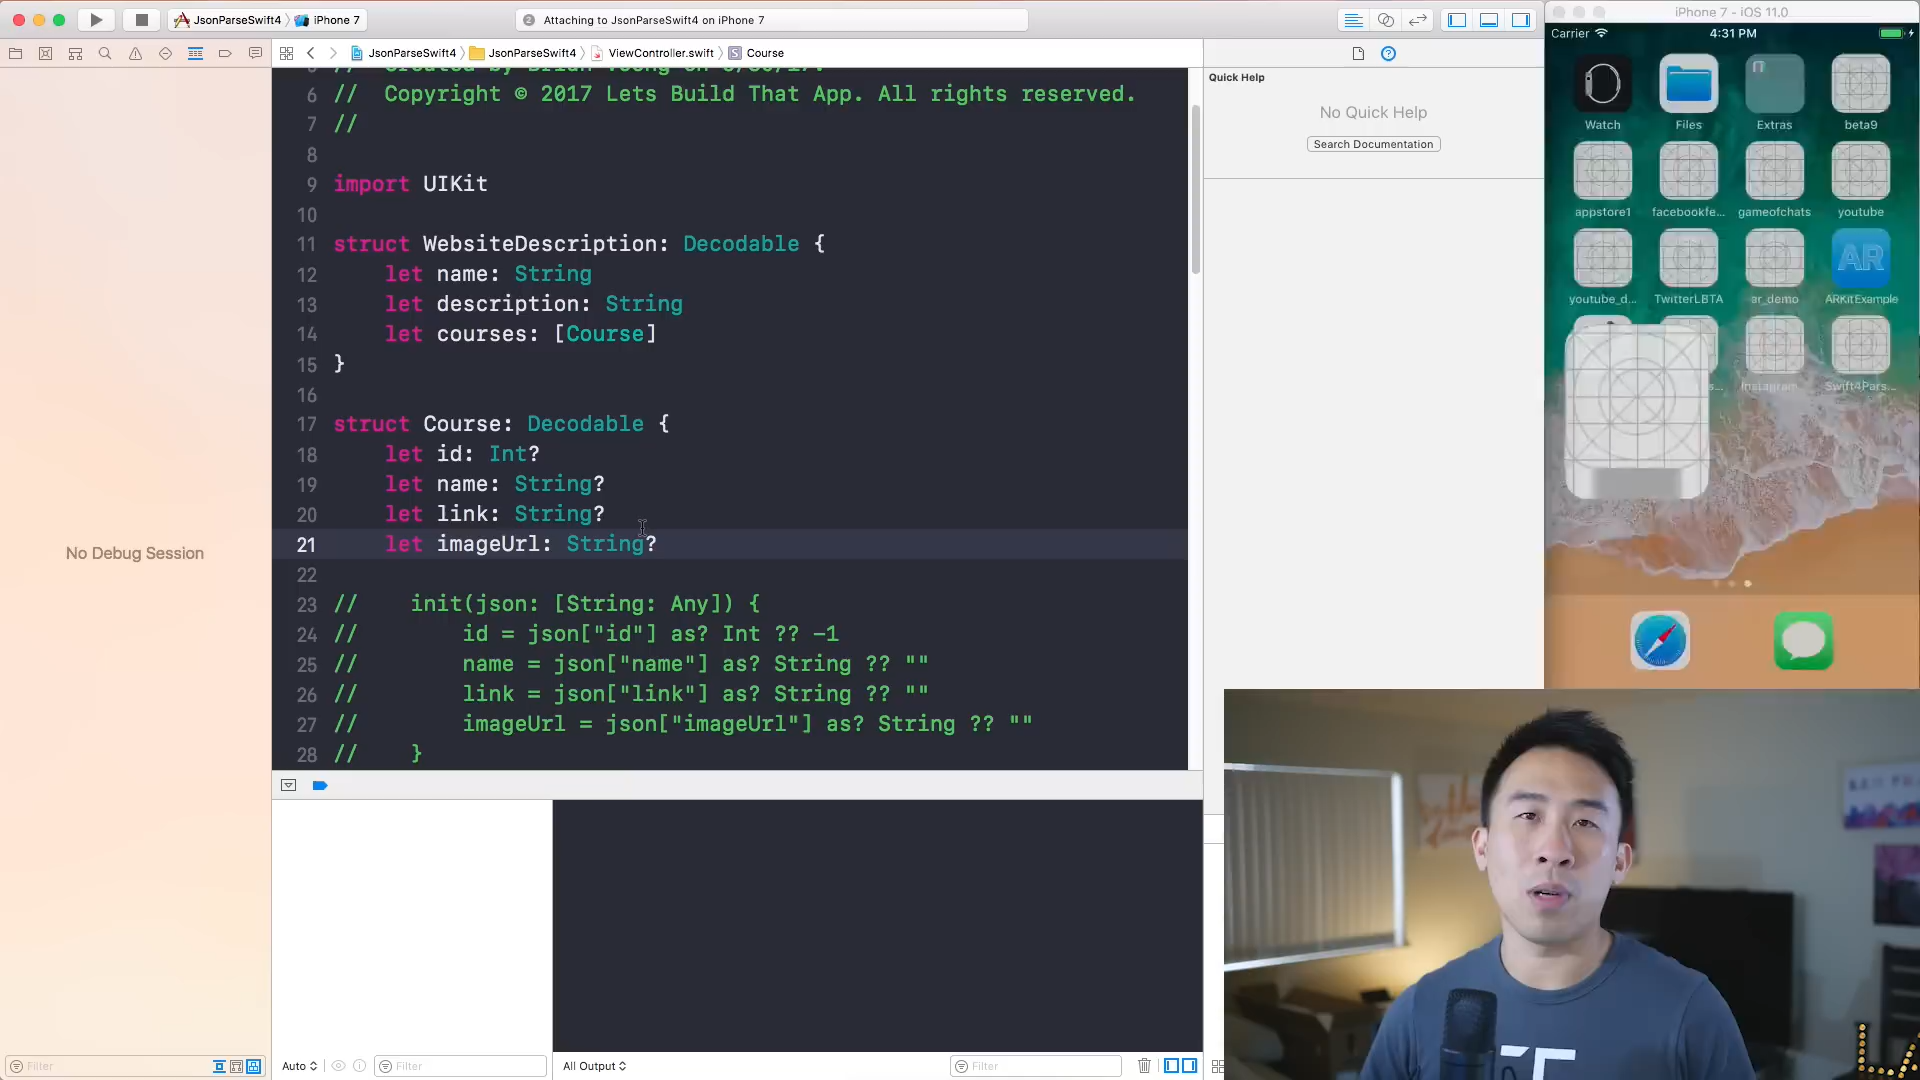 JsonParseSwift4 iPhone 7
2 Attaching to JsonParseSwift4 on iPhone 7
JsonParseSwift4 JsonParseSwift4 ViewController.swift S Course
6 // Copyright © 2017 Lets Build That App. All rights reserved.
7 //
8
9 import UIKit
10
11 struct WebsiteDescription: Decodable {
12 let name: String
13 let description: String
14 let courses: [Course]
15 }
16
17 struct Course: Decodable {
18 let id: Int?
19 let name: String?
20 let link: String?
21 let imageUrl: String?
22
23 // init(json: [String: Any]) {
24 // id = json["id"] as? Int ?? -1
25 // name = json["name"] as? String ?? ""
26 // link = json["link"] as? String ?? ""
27 // imageUrl = json["imageUrl"] as? String ?? ""
28 // }
No Debug Session
Filter
Auto
Filter
All Output
Filter
Quick Help
No Quick Help
Search Documentation
iPhone 7 - iOS 11.0
Carrier 4:31 PM
Watch Files Extras beta9
appstore1 facebookfe... gameofchats youtube
AR
youtube_d... TwitterLBTA ar_demo ARKitExample
Instagram Swift4Pars...